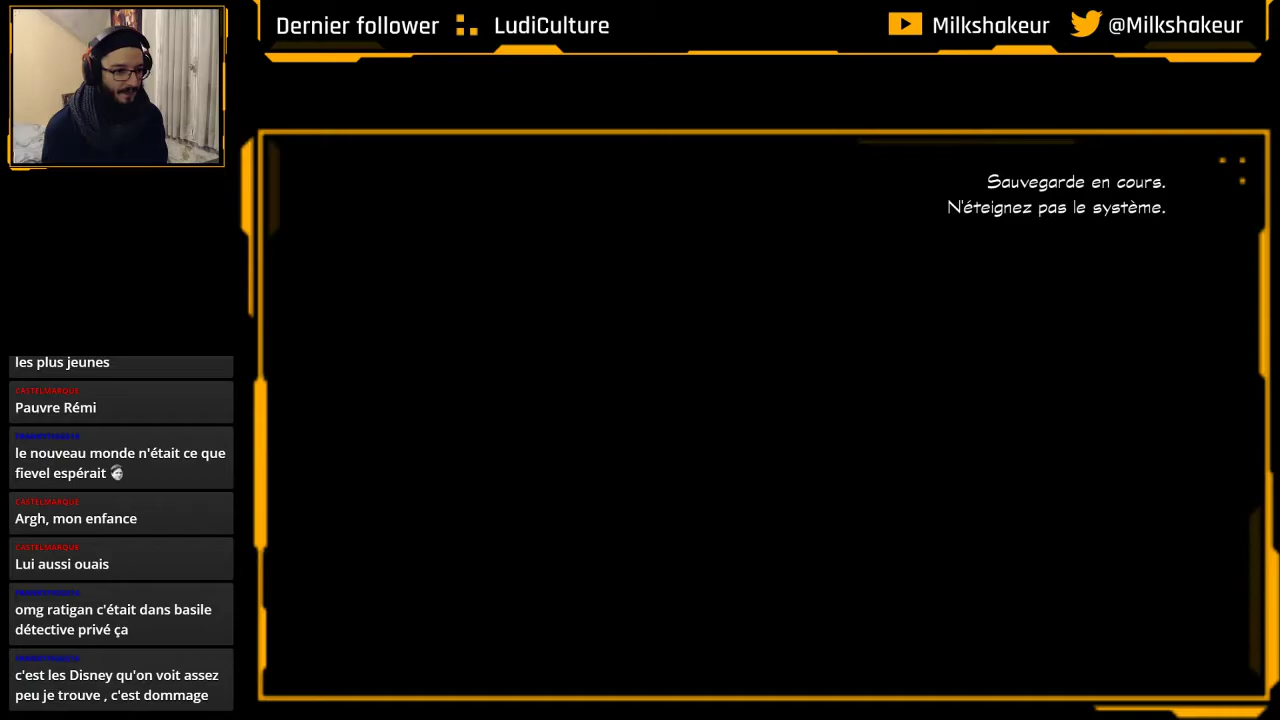 Dernier follower
LudiCulture
Milkshakeur
@Milkshakeur
Sauvegarde en cours.
N'éteignez pas le système.
les plus jeunes
CASTELMARQUE
Pauvre Rémi
le nouveau monde n'était ce que
fievel espérait
CASTELMARQUE
Argh, mon enfance
CASTELMARQUE
Lui aussi ouais
omg ratigan c'était dans basile
détective privé ça
c'est les Disney qu'on voit assez
peu je trouve , c'est dommage